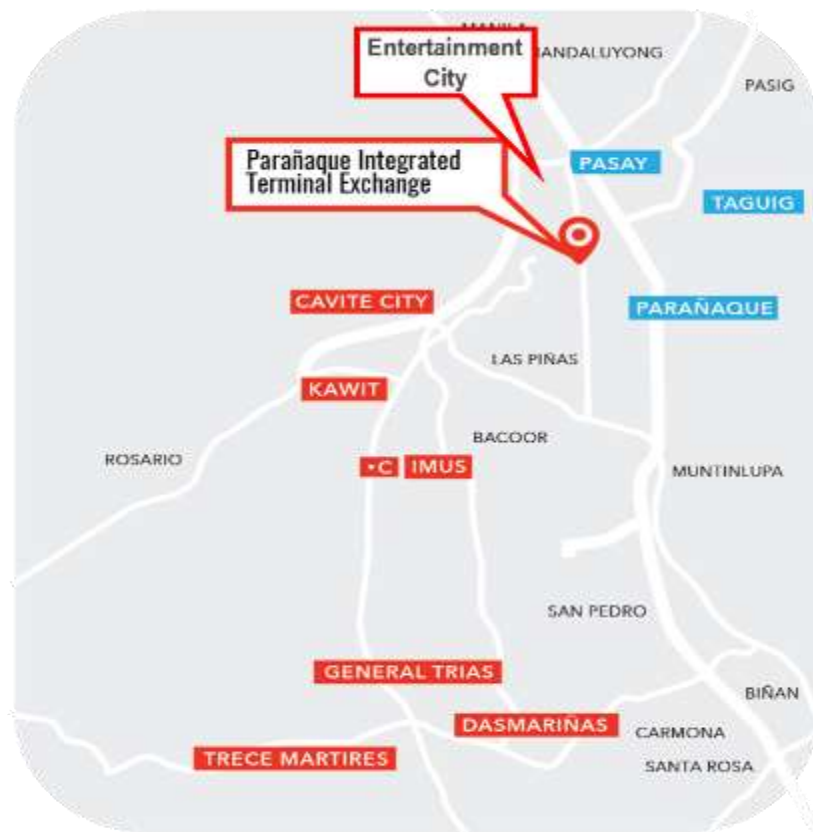 Entertainment
City
MANDALUYONG
PASIG
Parañaque Integrated
Terminal Exchange
PASAY
TAGUIG
CAVITE CITY
PARAÑAQUE
LAS PIÑAS
KAWIT
BACOOR
ROSARIO
•C
IMUS
MUNTINLUPA
SAN PEDRO
GENERAL TRIAS
BIÑAN
DASMARIÑAS
CARMONA
TRECE MARTIRES
SANTA ROSA